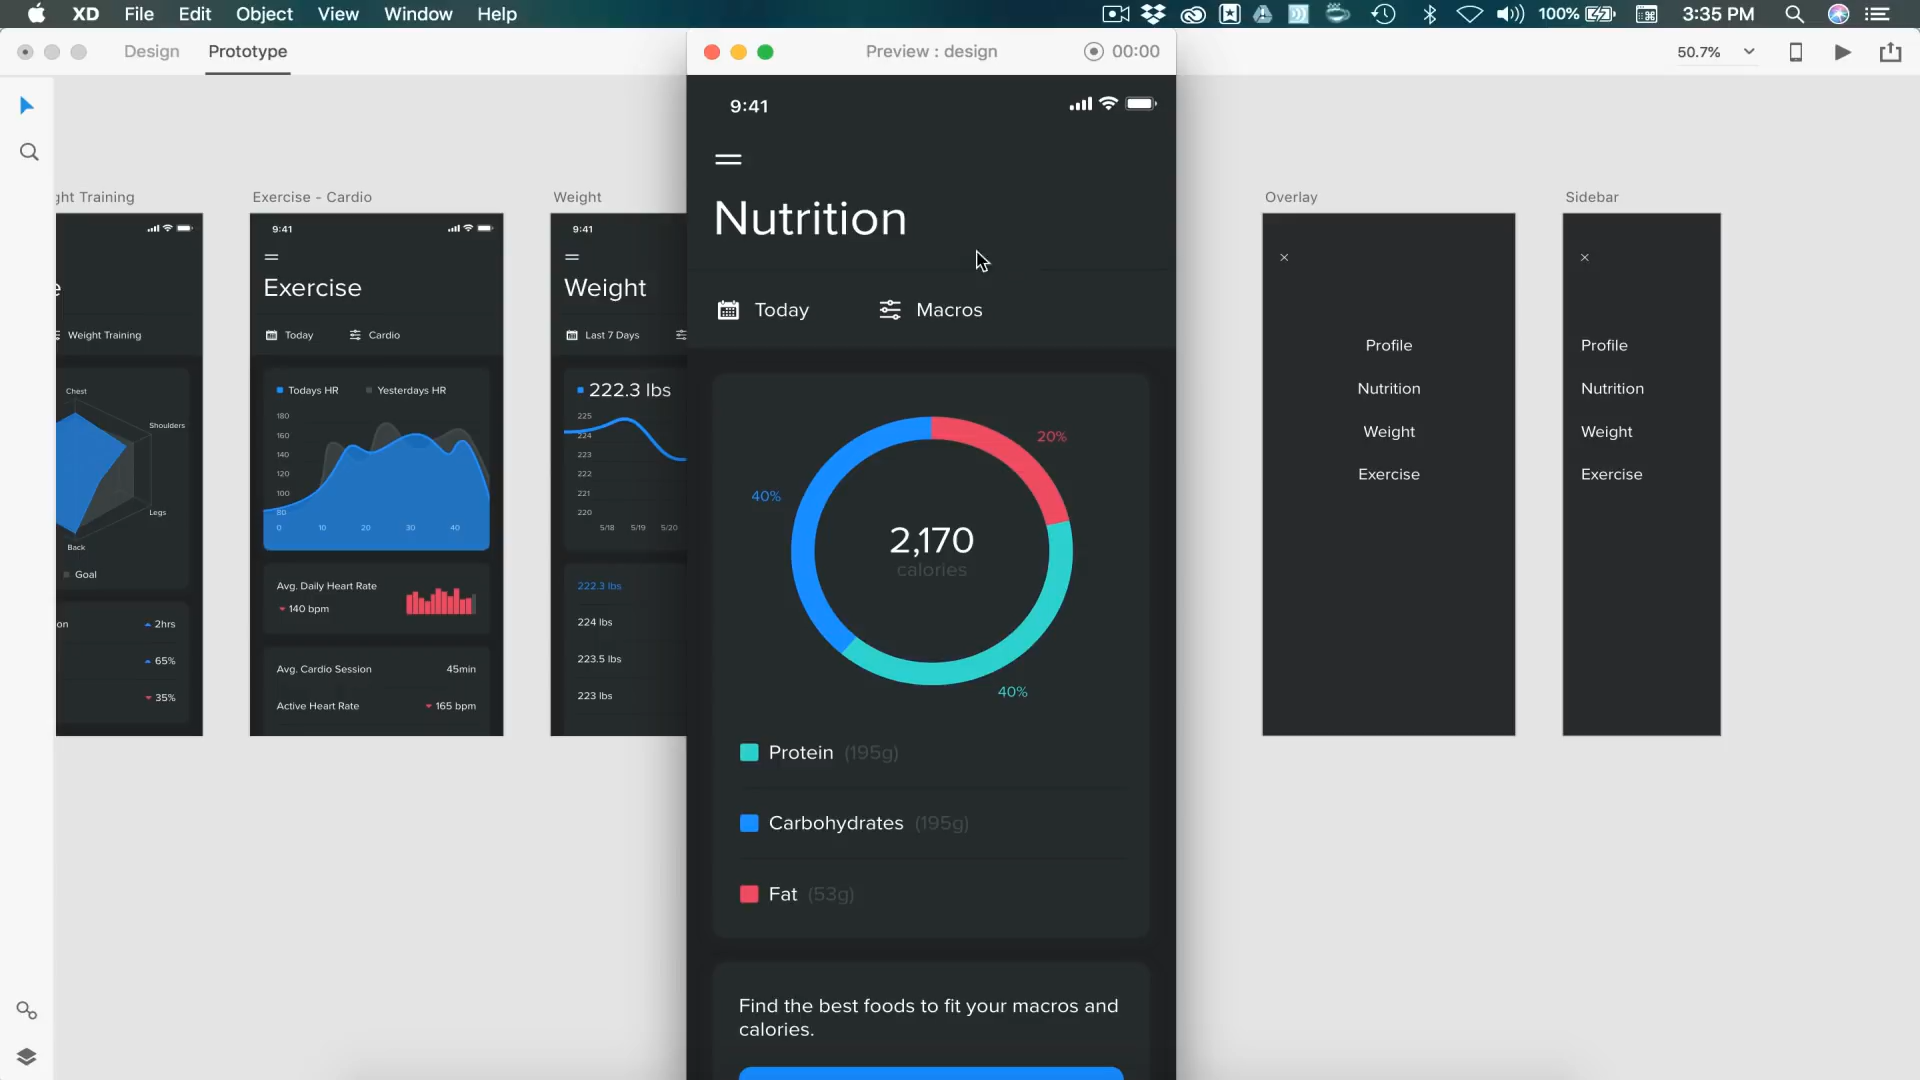 XD File Edit Object View Window Help 100% 3:35 PM
Design Prototype
Preview : design 00:00
50.7%
ght Training
Weight Training
Chest
Shoulders
Legs
Back
Goal
on 2hrs
65%
35%
Exercise - Cardio
9:41
Exercise
Today Cardio
Todays HR Yesterdays HR
180
160
140
120
100
80
0 10 20 30 40
Avg. Daily Heart Rate
140 bpm
Avg. Cardio Session 45min
Active Heart Rate 165 bpm
Weight
9:41
Weight
Last 7 Days
222.3 lbs
225
224
223
222
221
220
5/18 5/19 5/20
222.3 lbs
224 lbs
223.5 lbs
223 lbs
9:41
Nutrition
Today Macros
20%
40%
2,170
calories
40%
Protein (195g)
Carbohydrates (195g)
Fat (53g)
Find the best foods to fit your macros and
calories.
Overlay
×
Profile
Nutrition
Weight
Exercise
Sidebar
×
Profile
Nutrition
Weight
Exercise